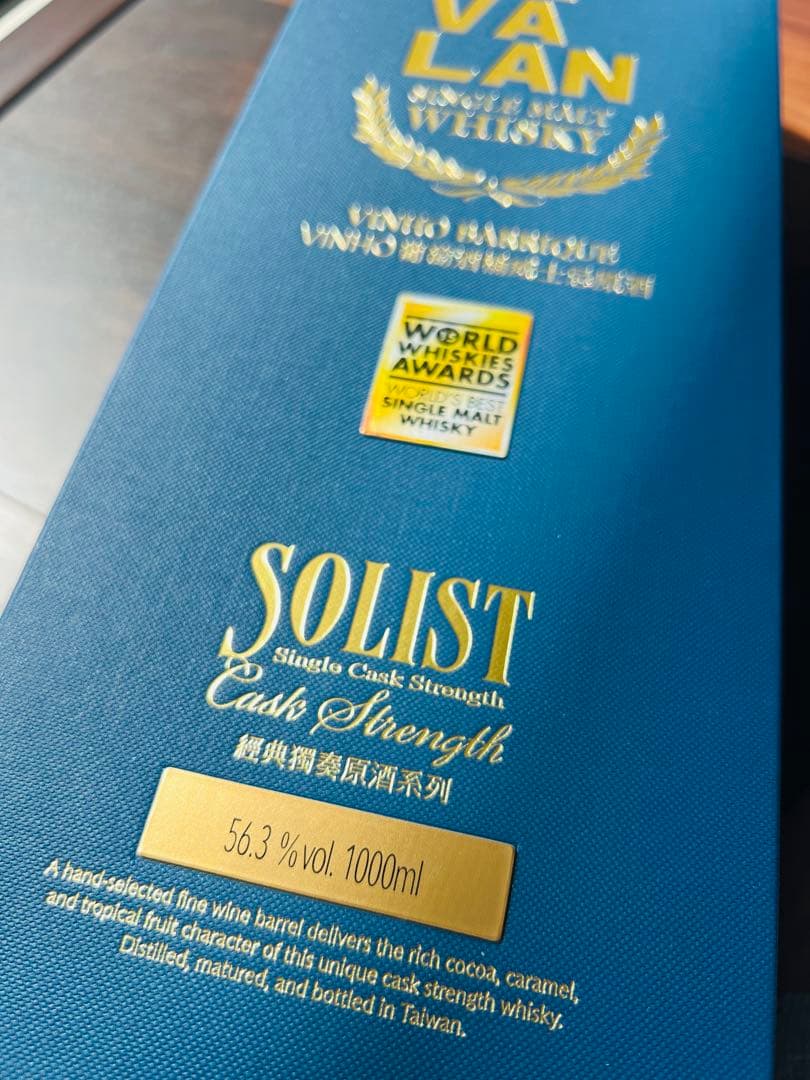 VA
LAN
SINGLE MALT
WHISKY
VINHO BARRIQUE
VINHO
WORLD
WHISKIES
AWARDS
WORLD'S BEST
SINGLE MALT
WHISKY
SOLIST
Single Cask Strength
Cask Strength
經典獨奏原酒系列
56.3 %vol. 1000ml
A hand-selected fine wine barrel delivers the rich cocoa, caramel,
and tropical fruit character of this unique cask strength whisky.
Distilled, matured, and bottled in Taiwan.